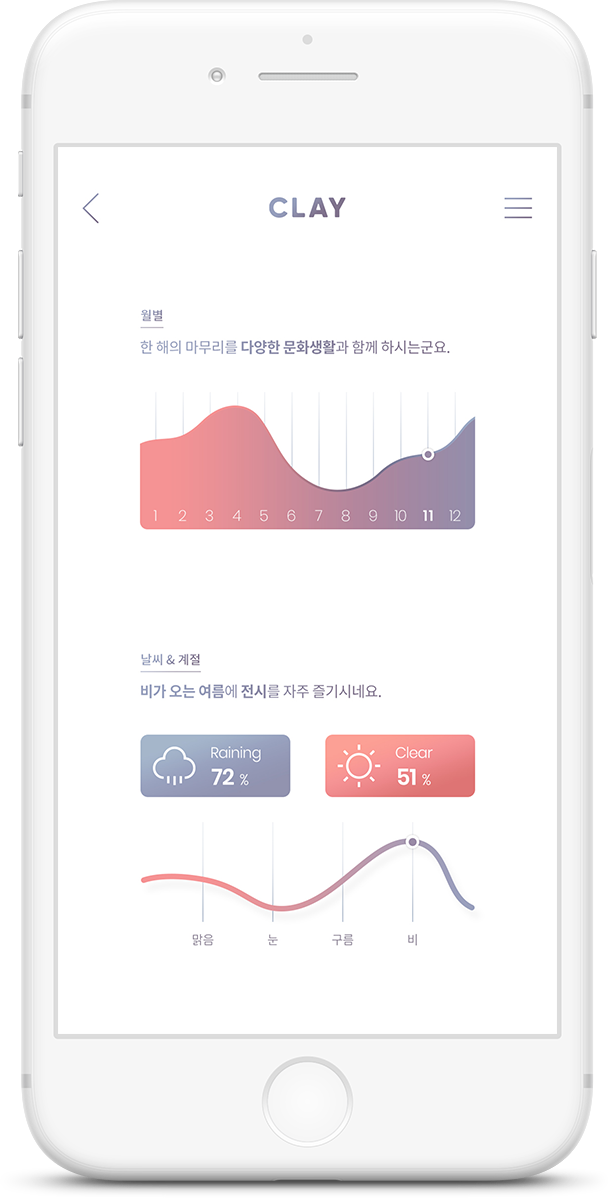 CLAY
월별
한 해의 마무리를 다양한 문화생활과 함께 하시는군요.
1 2 3 4 5 6 7 8 9 10 11 12
날씨 & 계절
비가 오는 여름에 전시를 자주 즐기시네요.
Raining
72 %
Clear
51 %
맑음 눈 구름 비